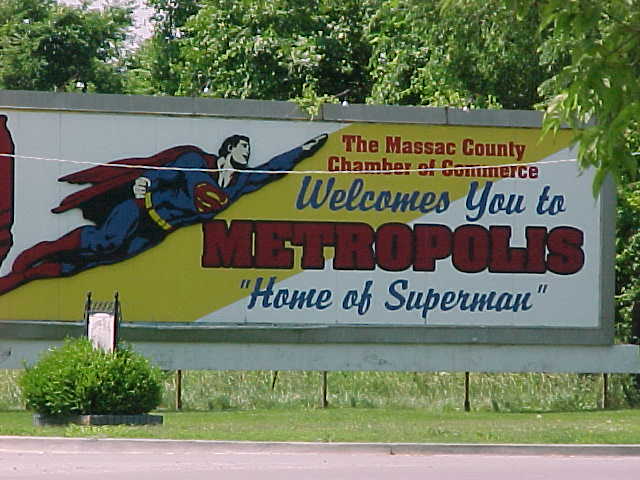 The Massac County
Chamber of Commerce
Welcomes You to
METROPOLIS
"Home of Superman"